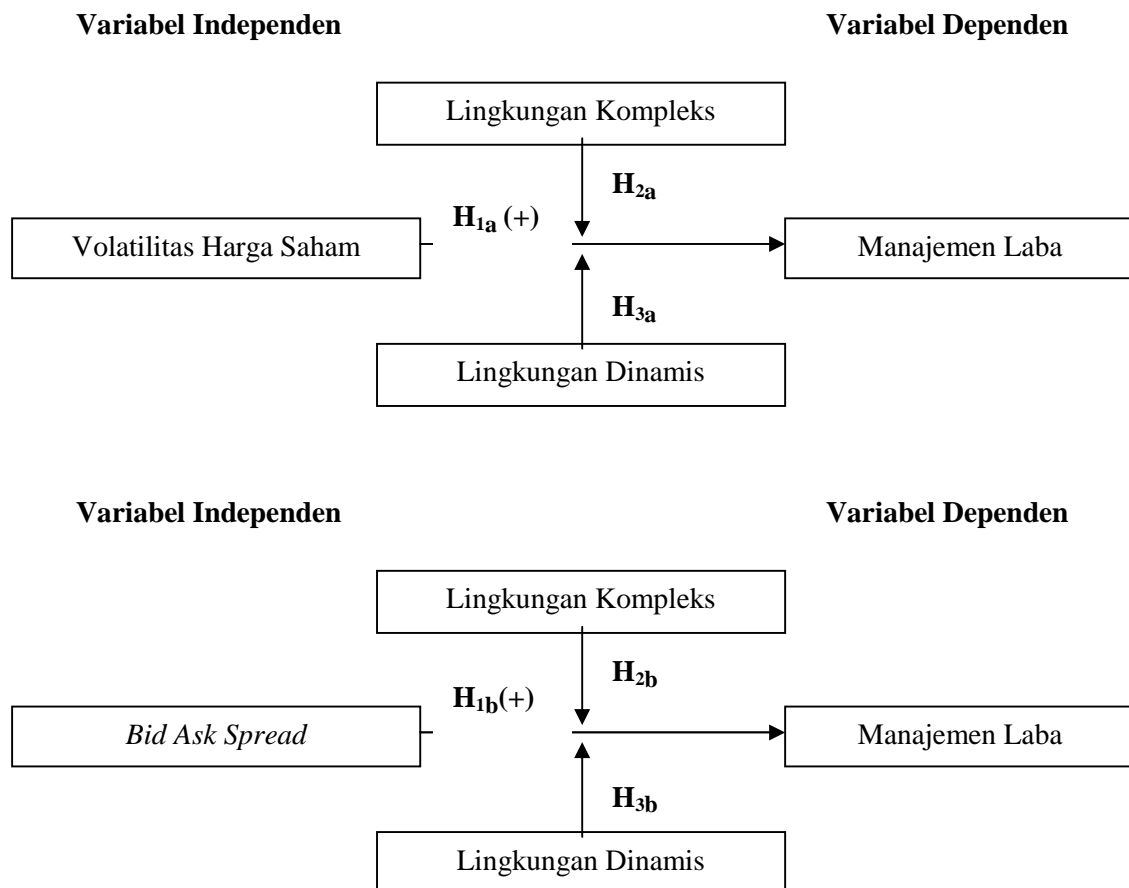 Variabel Independen Variabel Dependen
Lingkungan Kompleks
H2a
H1a (+)
Volatilitas Harga Saham Manajemen Laba
H3a
Lingkungan Dinamis
Variabel Independen Variabel Dependen
Lingkungan Kompleks
H2b
H1b(+)
Bid Ask Spread Manajemen Laba
H3b
Lingkungan Dinamis